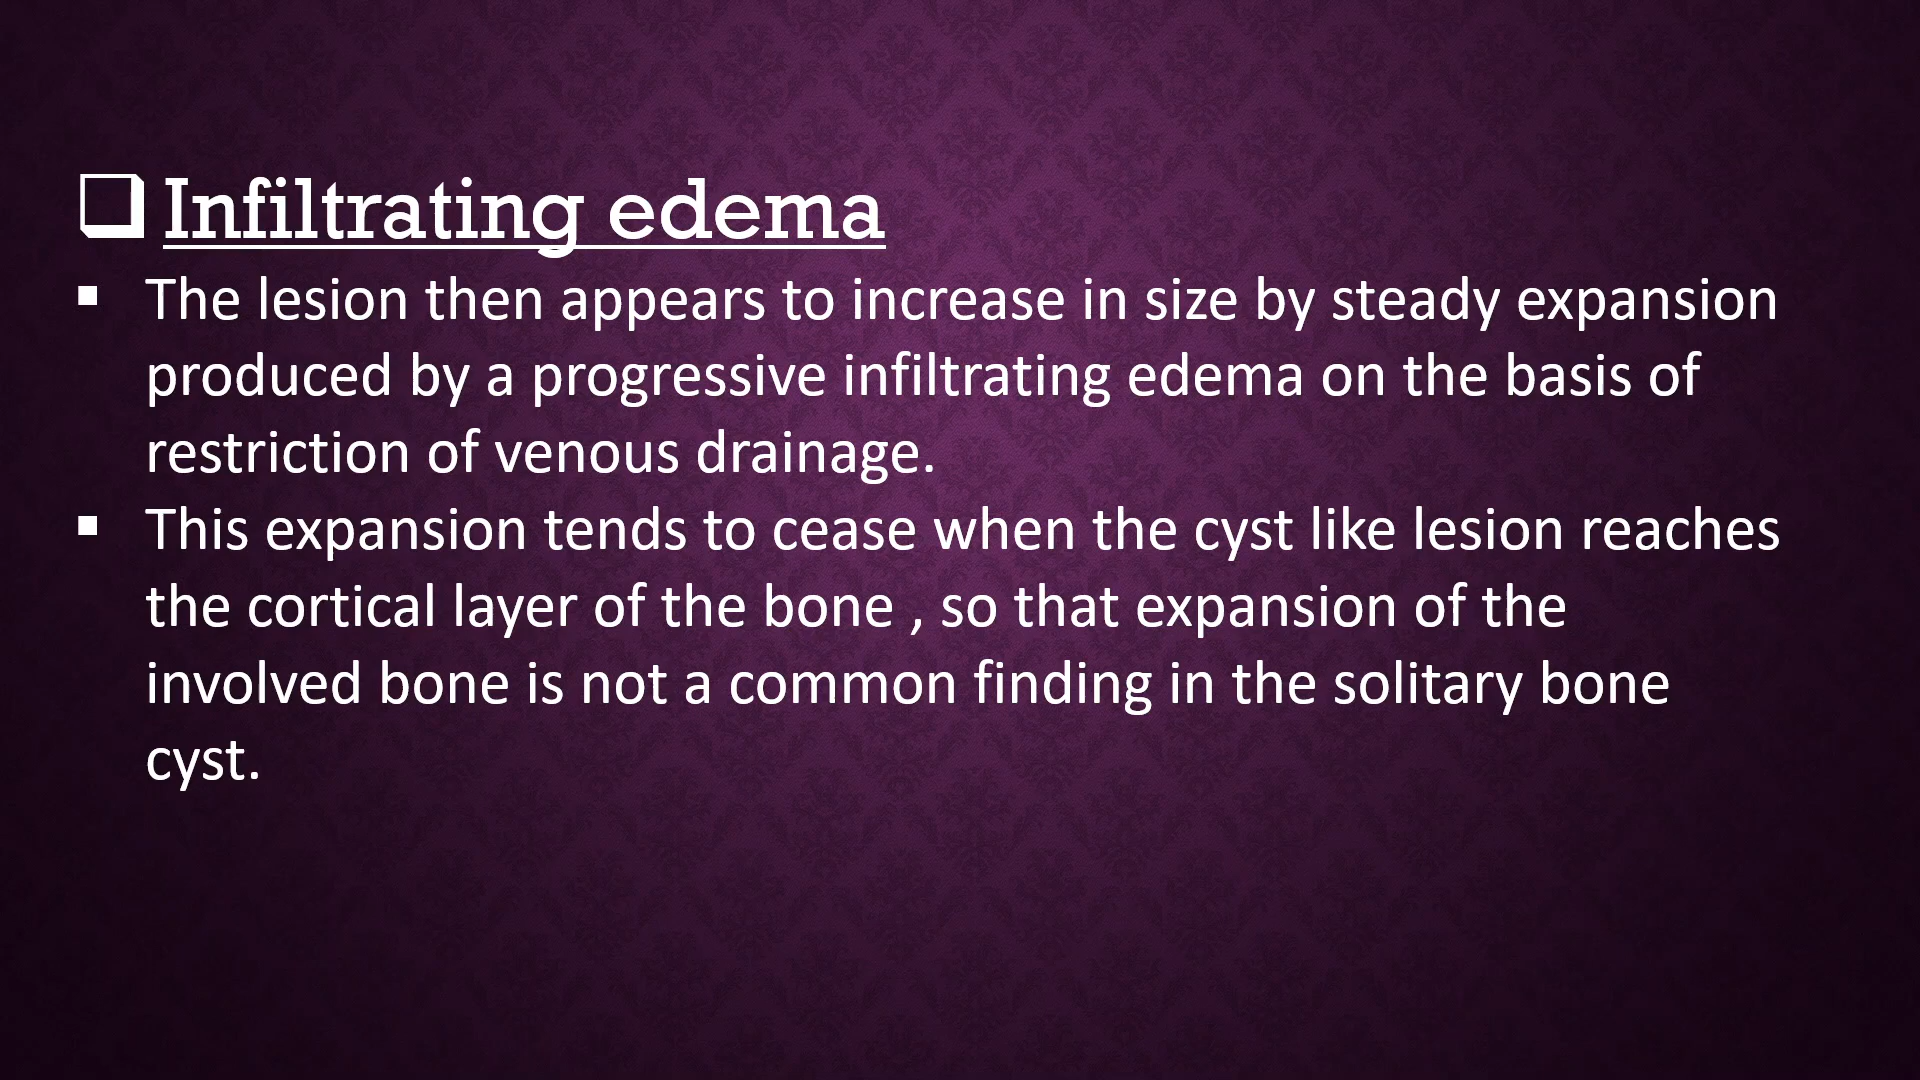 ❑ Infiltrating edema
▪ The lesion then appears to increase in size by steady expansion
produced by a progressive infiltrating edema on the basis of
restriction of venous drainage.
▪ This expansion tends to cease when the cyst like lesion reaches
the cortical layer of the bone , so that expansion of the
involved bone is not a common finding in the solitary bone
cyst.